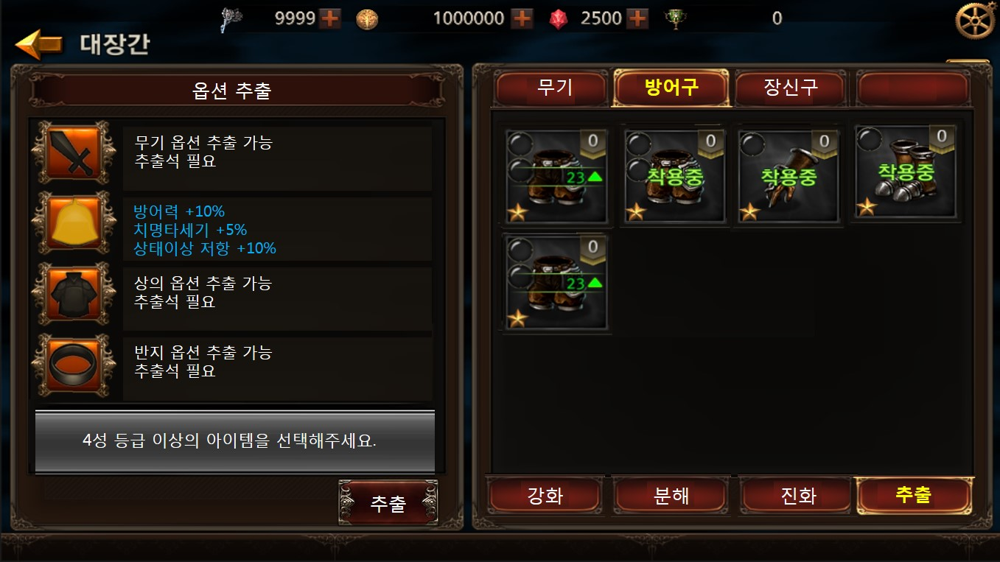 9999
1000000
2500
0
대장간
옵션 추출
무기 옵션 추출 가능
추출석 필요
방어력 +10%
치명타세기 +5%
상태이상 저항 +10%
상의 옵션 추출 가능
추출석 필요
반지 옵션 추출 가능
추출석 필요
4성 등급 이상의 아이템을 선택해주세요.
추출
무기
방어구
장신구
0
23
0
착용중
0
착용중
0
착용중
0
23
강화
분해
진화
추출